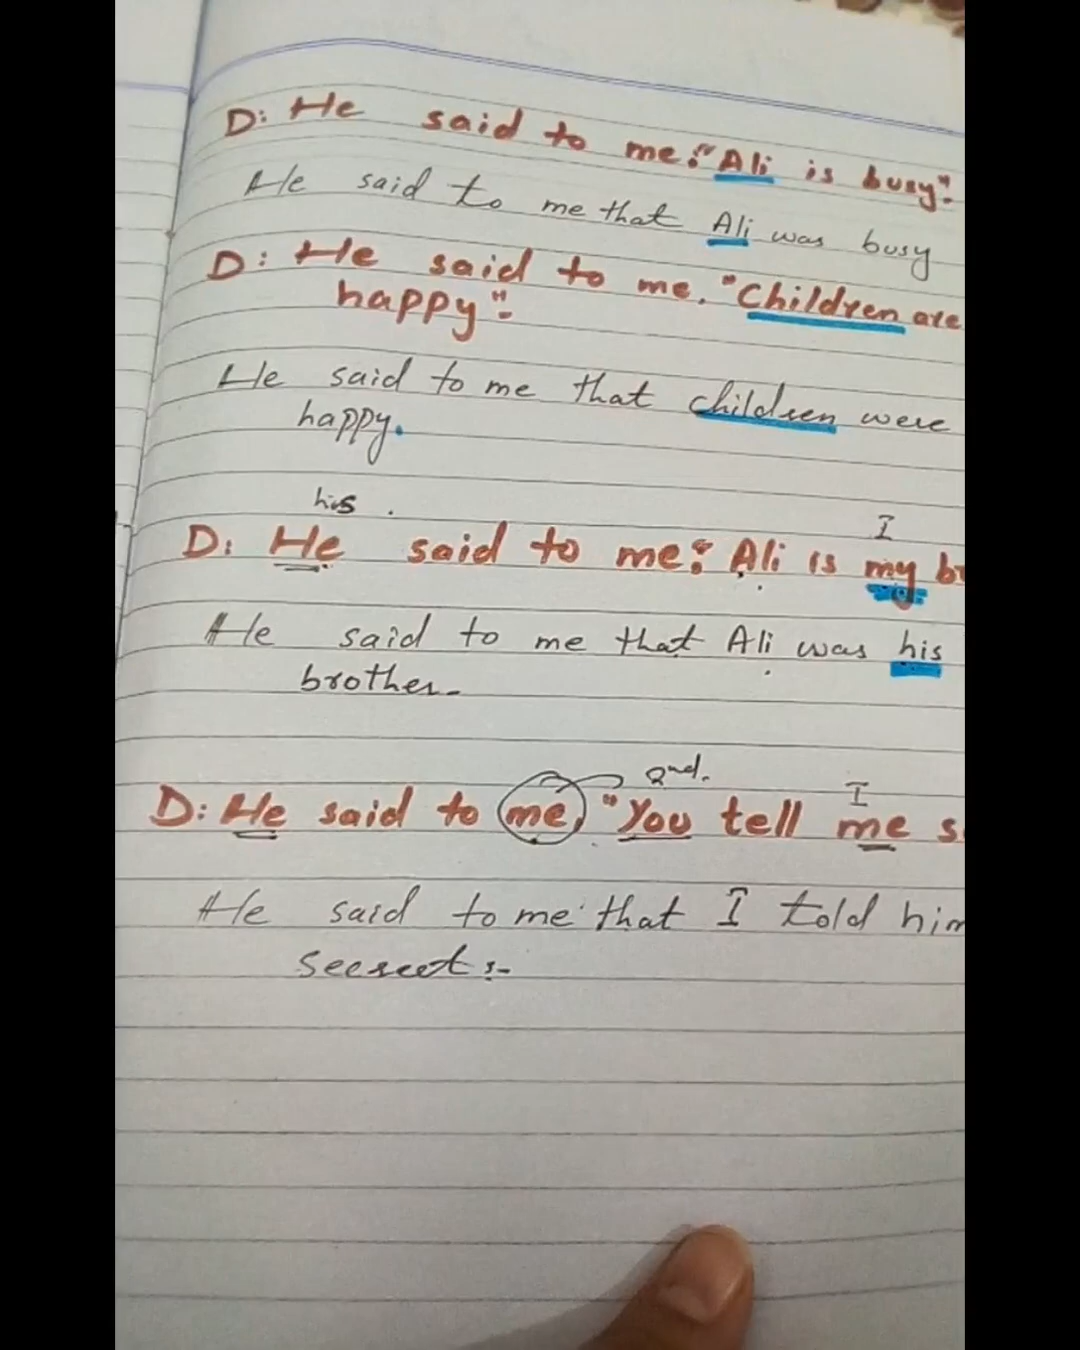 D: He said to me: "Ali is busy".
He said to me that Ali was busy
D: He said to me. "Children are
happy".
He said to me that children were
happy.
his .
I
D: He said to me: Ali is my
He said to me that Ali was his
brother.
2nd.
I
D: He said to me, "You tell me
He said to me that I told him
Seesret :-